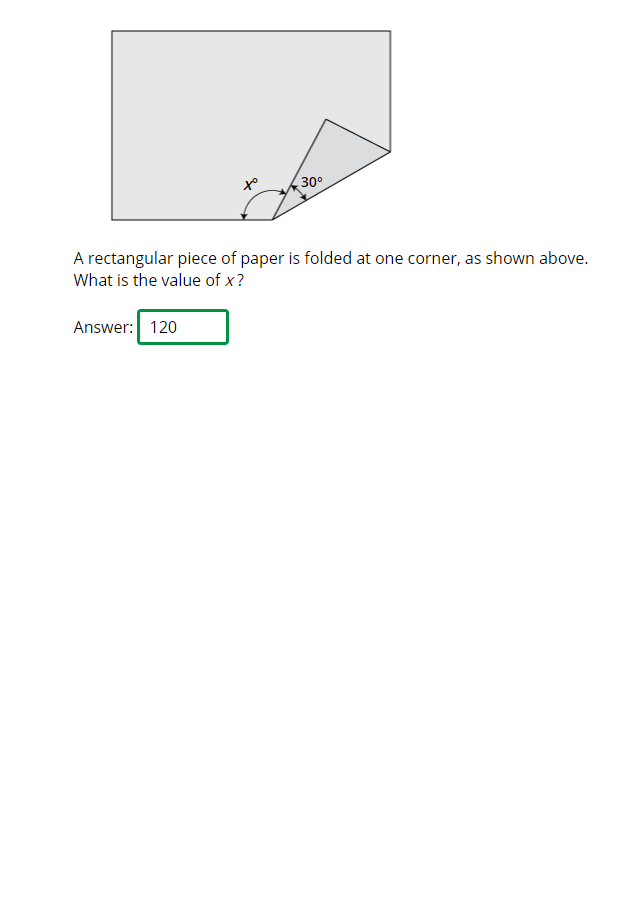 x°
30°
A rectangular piece of paper is folded at one corner, as shown above.
What is the value of x?
Answer: 120